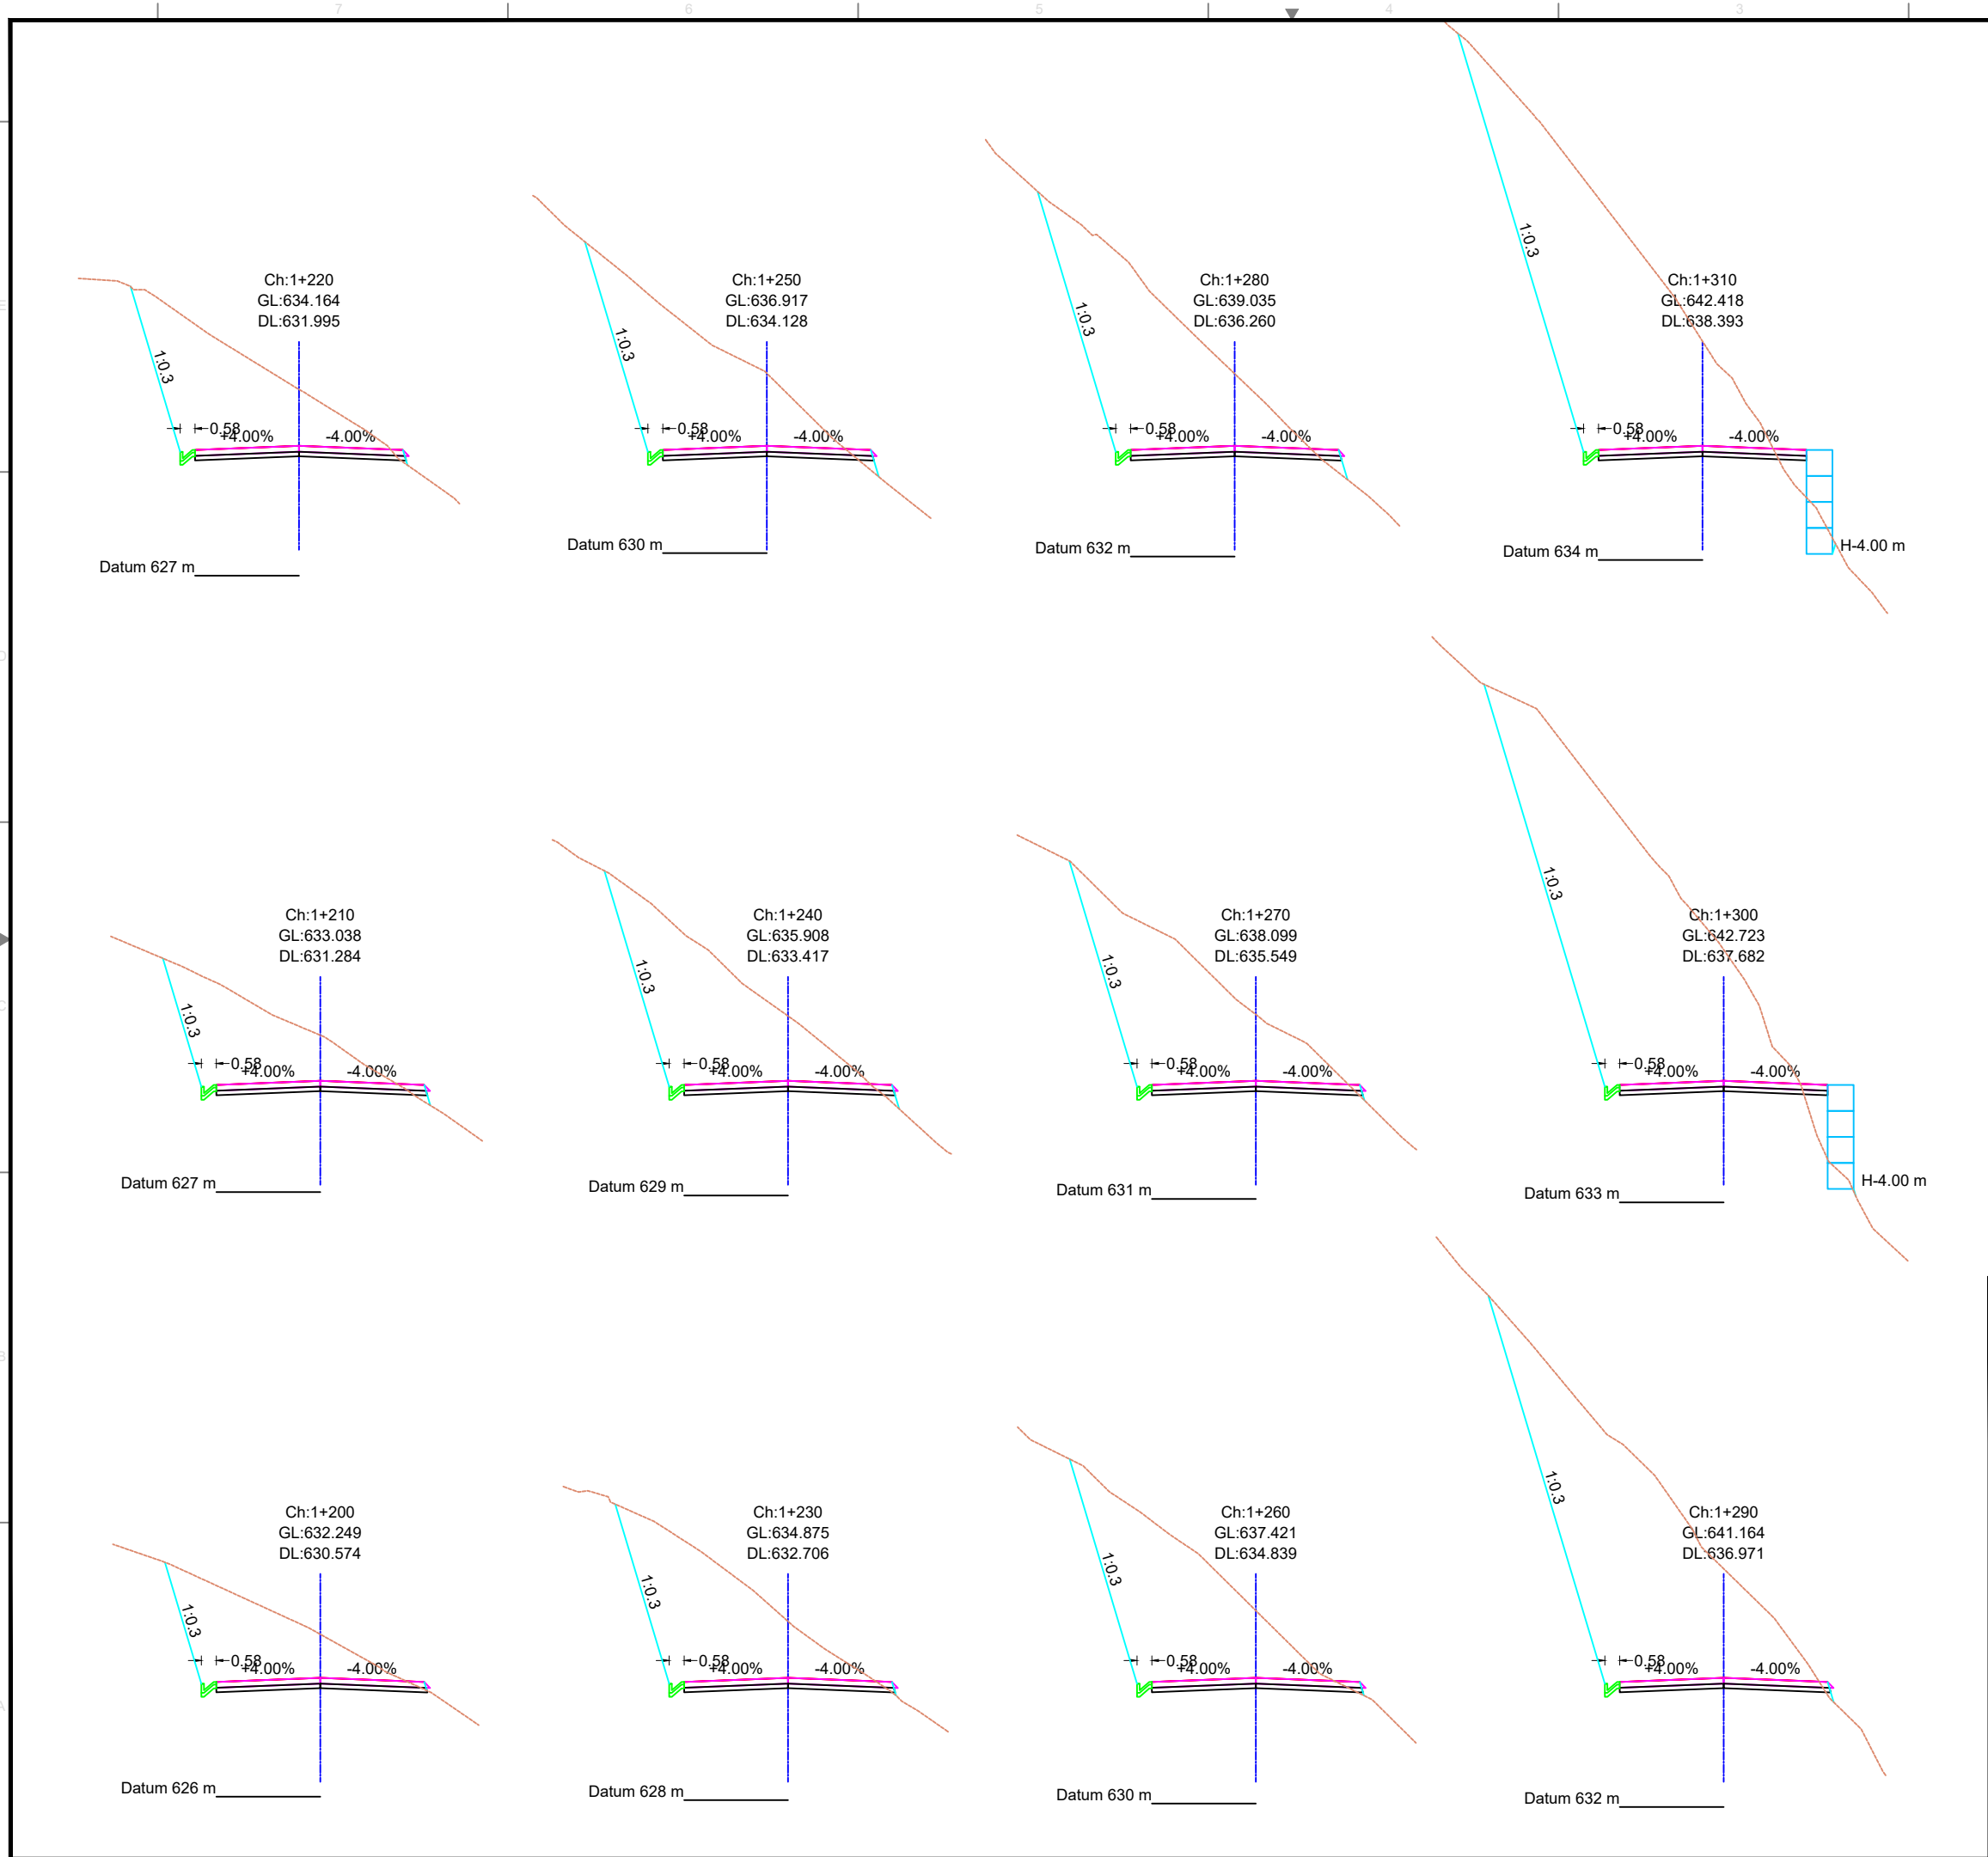 7
6
5
4
3
E
D
C
B
A
Ch:1+220
GL:634.164
DL:631.995
1:0.3
0.58
+4.00%
-4.00%
Datum 627 m
Ch:1+250
GL:636.917
DL:634.128
1:0.3
0.58
+4.00%
-4.00%
Datum 630 m
Ch:1+280
GL:639.035
DL:636.260
1:0.3
0.58
+4.00%
-4.00%
Datum 632 m
Ch:1+310
GL:642.418
DL:638.393
1:0.3
0.58
+4.00%
-4.00%
H-4.00 m
Datum 634 m
Ch:1+210
GL:633.038
DL:631.284
1:0.3
0.58
+4.00%
-4.00%
Datum 627 m
Ch:1+240
GL:635.908
DL:633.417
1:0.3
0.58
+4.00%
-4.00%
Datum 629 m
Ch:1+270
GL:638.099
DL:635.549
1:0.3
0.58
+4.00%
-4.00%
Datum 631 m
Ch:1+300
GL:642.723
DL:637.682
1:0.3
0.58
+4.00%
-4.00%
H-4.00 m
Datum 633 m
Ch:1+200
GL:632.249
DL:630.574
1:0.3
0.58
+4.00%
-4.00%
Datum 626 m
Ch:1+230
GL:634.875
DL:632.706
1:0.3
0.58
+4.00%
-4.00%
Datum 628 m
Ch:1+260
GL:637.421
DL:634.839
1:0.3
0.58
+4.00%
-4.00%
Datum 630 m
Ch:1+290
GL:641.164
DL:636.971
1:0.3
0.58
+4.00%
-4.00%
Datum 632 m